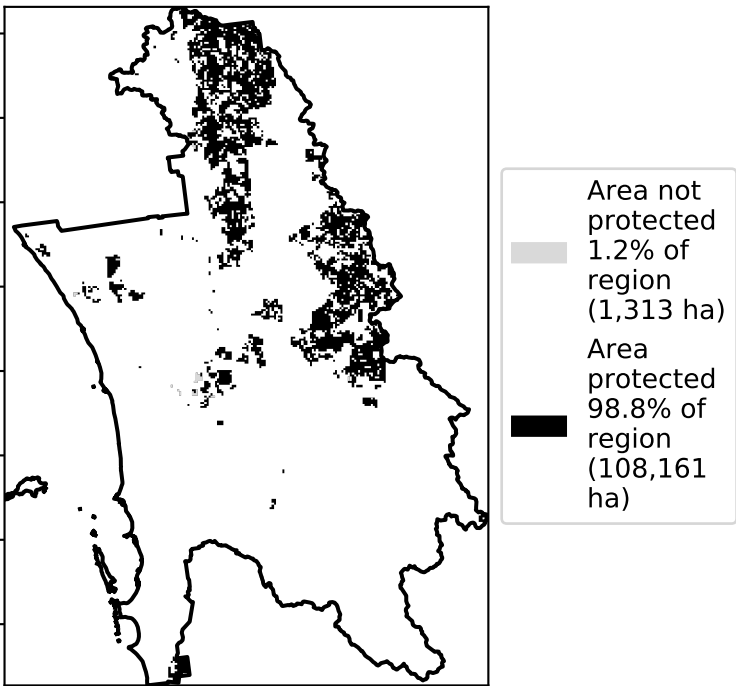 Area not
protected
1.2% of
region
(1,313 ha)
Area
protected
98.8% of
region
(108,161
ha)